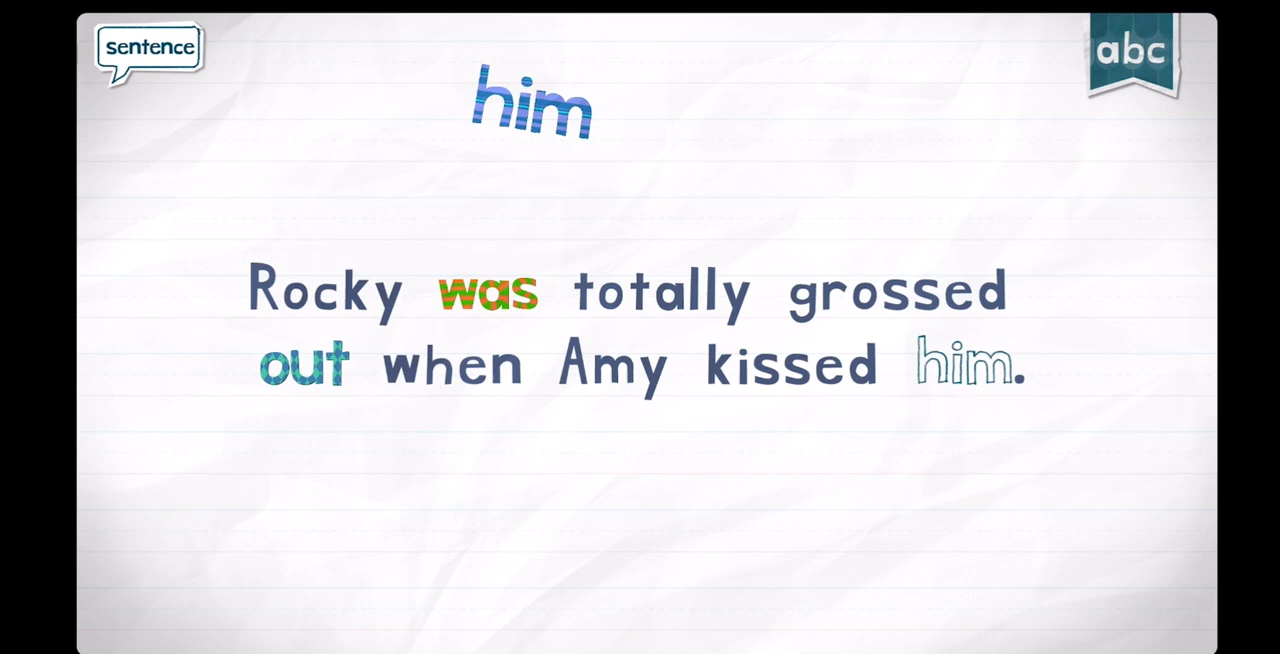 sentence
abc
him
Rocky was totally grossed
out when Amy kissed him.